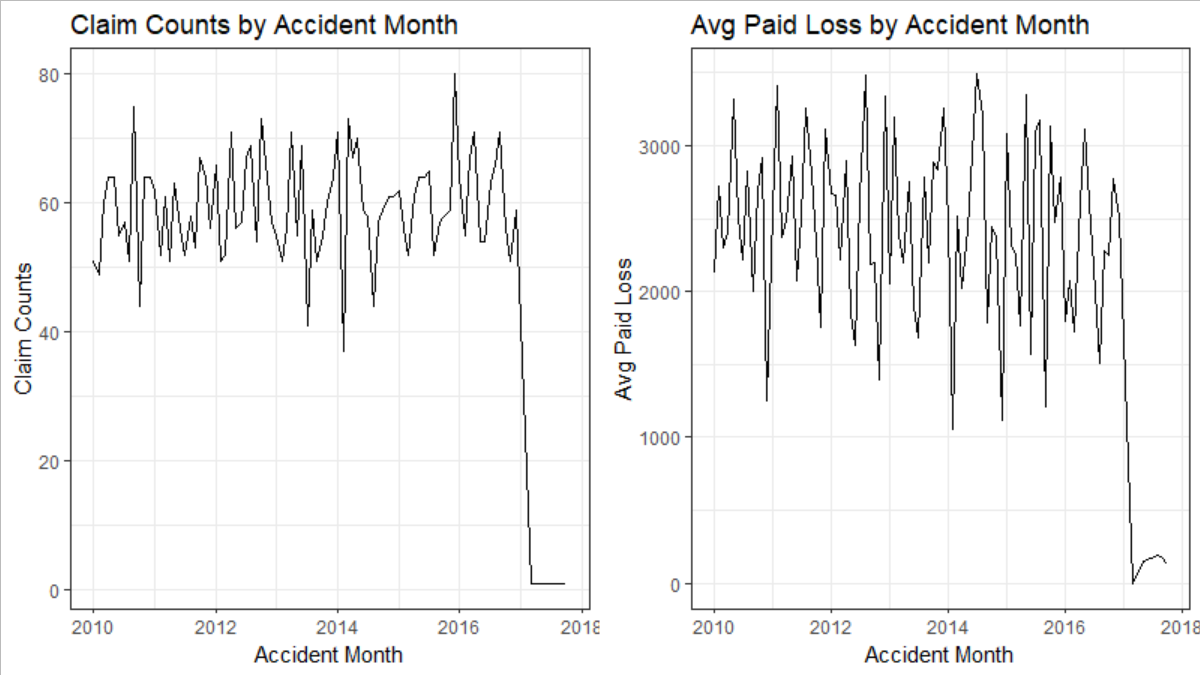 Claim Counts by Accident Month
80
60
40
20
0
Claim Counts
2010 2012 2014 2016 2018
Accident Month
Avg Paid Loss by Accident Month
3000
2000
1000
0
Avg Paid Loss
2010 2012 2014 2016 2018
Accident Month